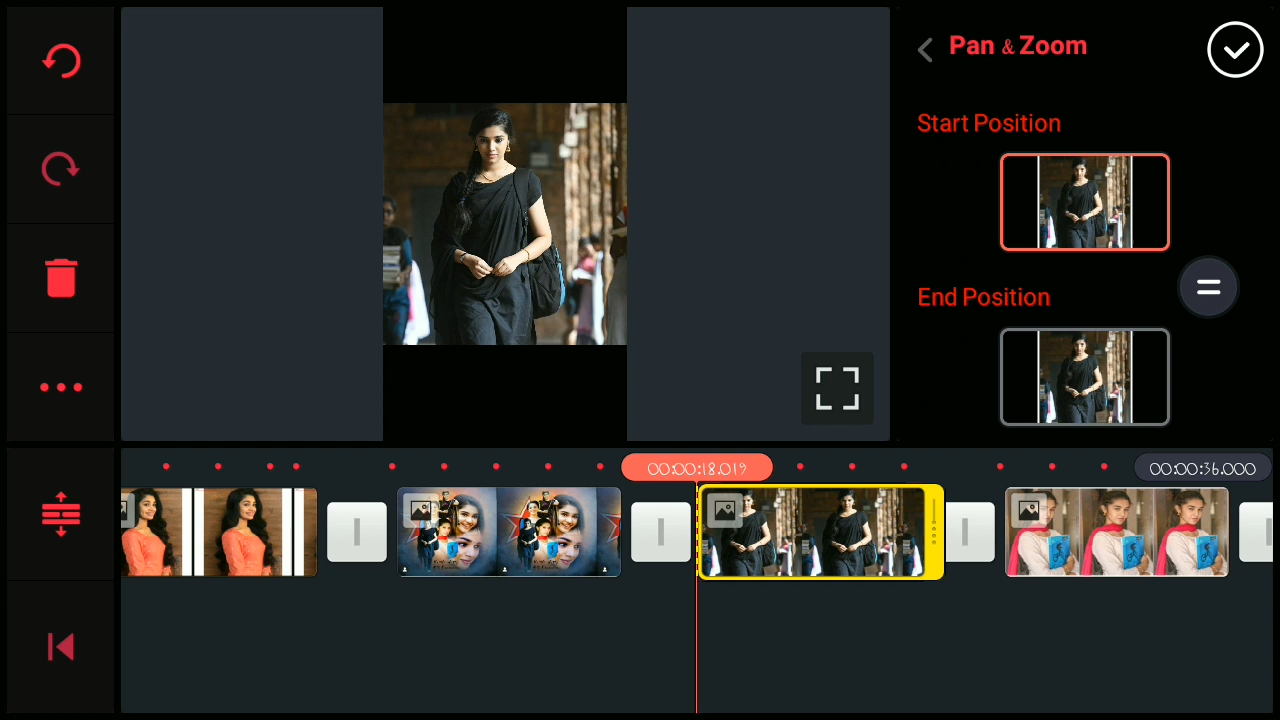 Pan & Zoom
Start Position
End Position
00:00:18.019
00:00:36.000